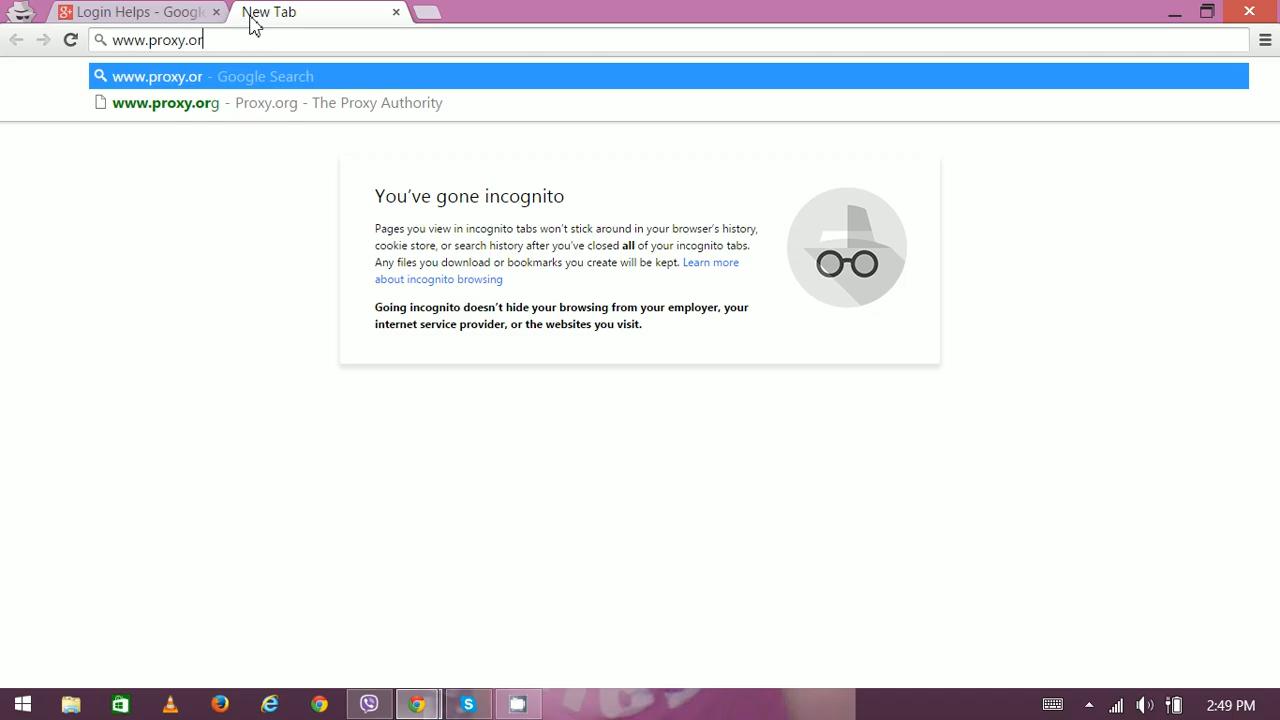 Login Helps - Googl
New Tab
www.proxy.or
www.proxy.or - Google Search
www.proxy.org - Proxy.org - The Proxy Authority
You've gone incognito
Pages you view in incognito tabs won't stick around in your browser's history,
cookie store, or search history after you've closed all of your incognito tabs.
Any files you download or bookmarks you create will be kept. Learn more
about incognito browsing
Going incognito doesn't hide your browsing from your employer, your
internet service provider, or the websites you visit.
2:49 PM